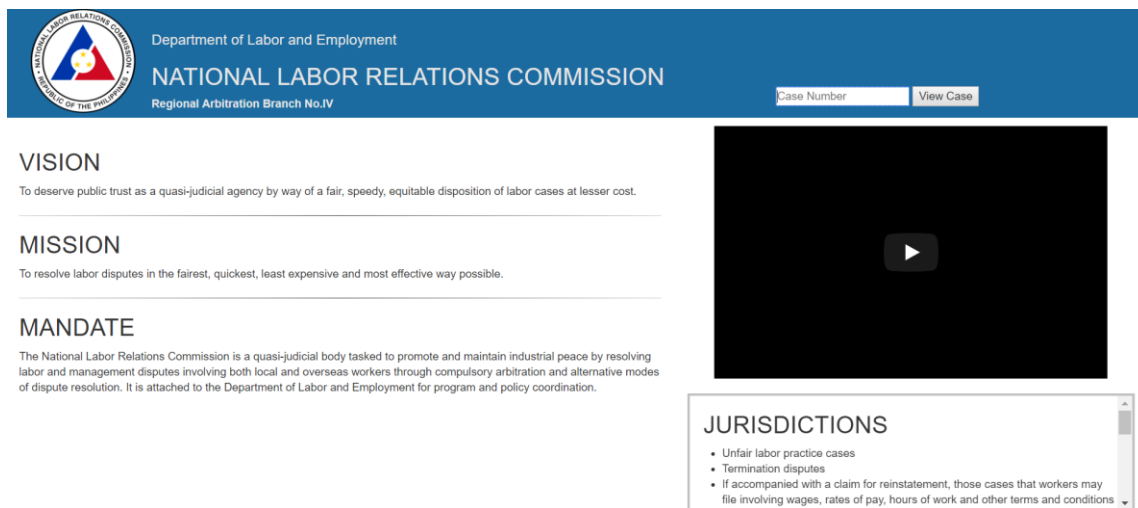 NATIONAL LABOR RELATIONS COMMISSION
REPUBLIC OF THE PHILIPPINES
Department of Labor and Employment
NATIONAL LABOR RELATIONS COMMISSION
Regional Arbitration Branch No.IV
Case Number
View Case
VISION
To deserve public trust as a quasi-judicial agency by way of a fair, speedy, equitable disposition of labor cases at lesser cost.
MISSION
To resolve labor disputes in the fairest, quickest, least expensive and most effective way possible.
MANDATE
The National Labor Relations Commission is a quasi-judicial body tasked to promote and maintain industrial peace by resolving
labor and management disputes involving both local and overseas workers through compulsory arbitration and alternative modes
of dispute resolution. It is attached to the Department of Labor and Employment for program and policy coordination.
JURISDICTIONS
• Unfair labor practice cases
• Termination disputes
• If accompanied with a claim for reinstatement, those cases that workers may
file involving wages, rates of pay, hours of work and other terms and conditions